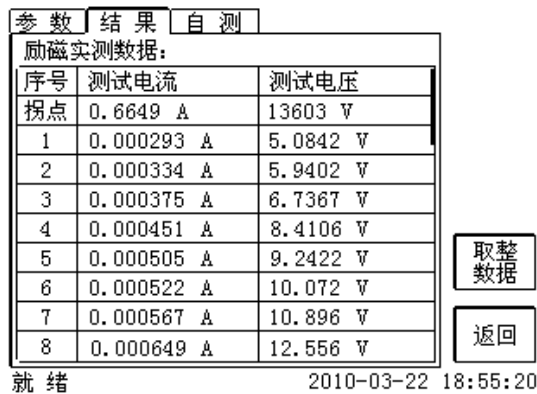 参 数 结 果 自 测
励磁实测数据:
序号 测试电流 测试电压
拐点 0.6649 A 13603 V
1 0.000293 A 5.0842 V
2 0.000334 A 5.9402 V
3 0.000375 A 6.7367 V
4 0.000451 A 8.4106 V
5 0.000505 A 9.2422 V
6 0.000522 A 10.072 V
7 0.000567 A 10.896 V
8 0.000649 A 12.556 V
取整
数据
返回
就 绪 2010-03-22 18:55:20